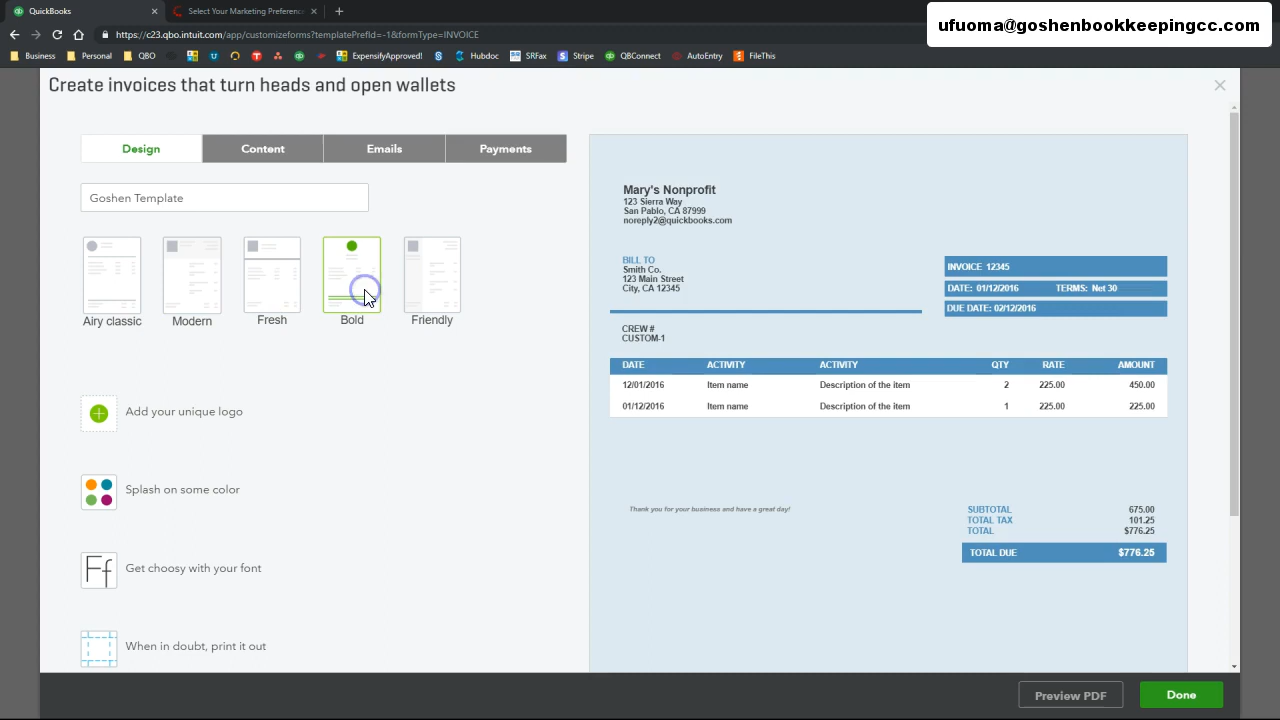 QuickBooks
Select Your Marketing Preferenc
ufuoma@goshenbookkeepingcc.com
https://c23.qbo.intuit.com/app/customizeforms?templatePrefId=-1&formType=INVOICE
Business Personal QBO ExpensifyApproved! Hubdoc SRFax Stripe QBConnect AutoEntry FileThis
Create invoices that turn heads and open wallets
Design Content Emails Payments
Goshen Template
Airy classic Modern Fresh Bold Friendly
Add your unique logo
Splash on some color
Ff Get choosy with your font
When in doubt, print it out
Mary's Nonprofit
123 Sierra Way
San Pablo, CA 87999
noreply2@quickbooks.com
BILL TO
Smith Co.
123 Main Street
City, CA 12345
INVOICE 12345
DATE: 01/12/2016 TERMS: Net 30
DUE DATE: 02/12/2016
CREW #
CUSTOM-1
DATE ACTIVITY ACTIVITY QTY RATE AMOUNT
12/01/2016 Item name Description of the item 2 225.00 450.00
01/12/2016 Item name Description of the item 1 225.00 225.00
Thank you for your business and have a great day!
SUBTOTAL 675.00
TOTAL TAX 101.25
TOTAL $776.25
TOTAL DUE $776.25
Preview PDF Done